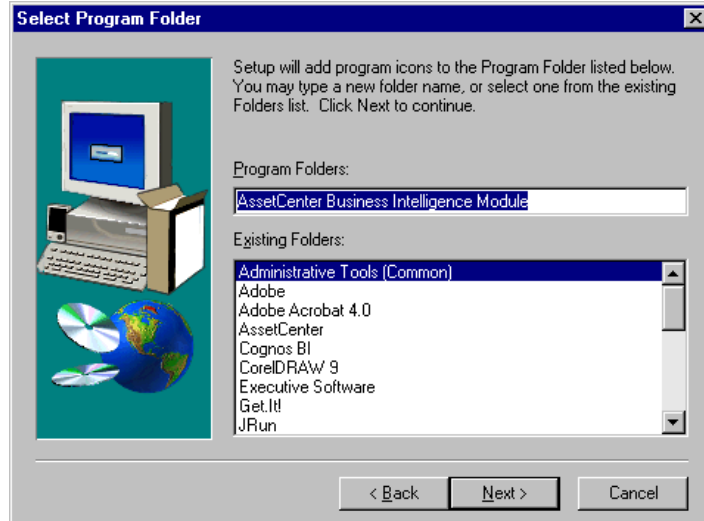 Select Program Folder
Setup will add program icons to the Program Folder listed below.
You may type a new folder name, or select one from the existing
Folders list. Click Next to continue.
Program Folders:
AssetCenter Business Intelligence Module
Existing Folders:
Administrative Tools (Common)
Adobe
Adobe Acrobat 4.0
AssetCenter
Cognos BI
CorelDRAW 9
Executive Software
Get.It!
JRun
< Back
Next >
Cancel